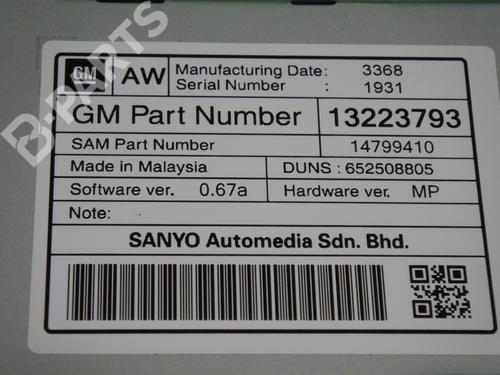 GM AW Manufacturing Date: 3368
Serial Number : 1931
GM Part Number 13223793
SAM Part Number 14799410
Made in Malaysia DUNS : 652508805
Software ver. 0.67a Hardware ver. MP
Note:
SANYO Automedia Sdn. Bhd.
B-PARTS